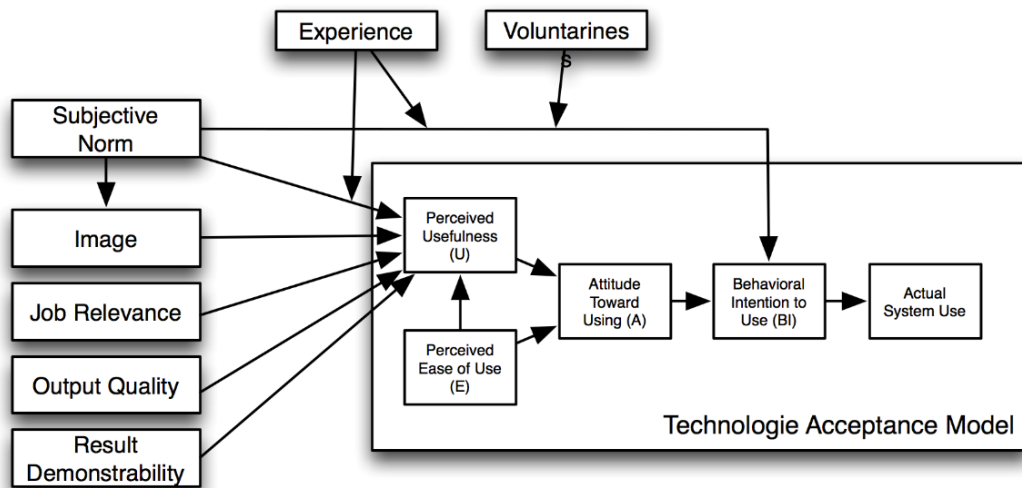 Experience
Voluntarines
s
Subjective
Norm
Image
Job Relevance
Output Quality
Result
Demonstrability
Perceived
Usefulness
(U)
Perceived
Ease of Use
(E)
Attitude
Toward
Using (A)
Behavioral
Intention to
Use (BI)
Actual
System Use
Technologie Acceptance Model